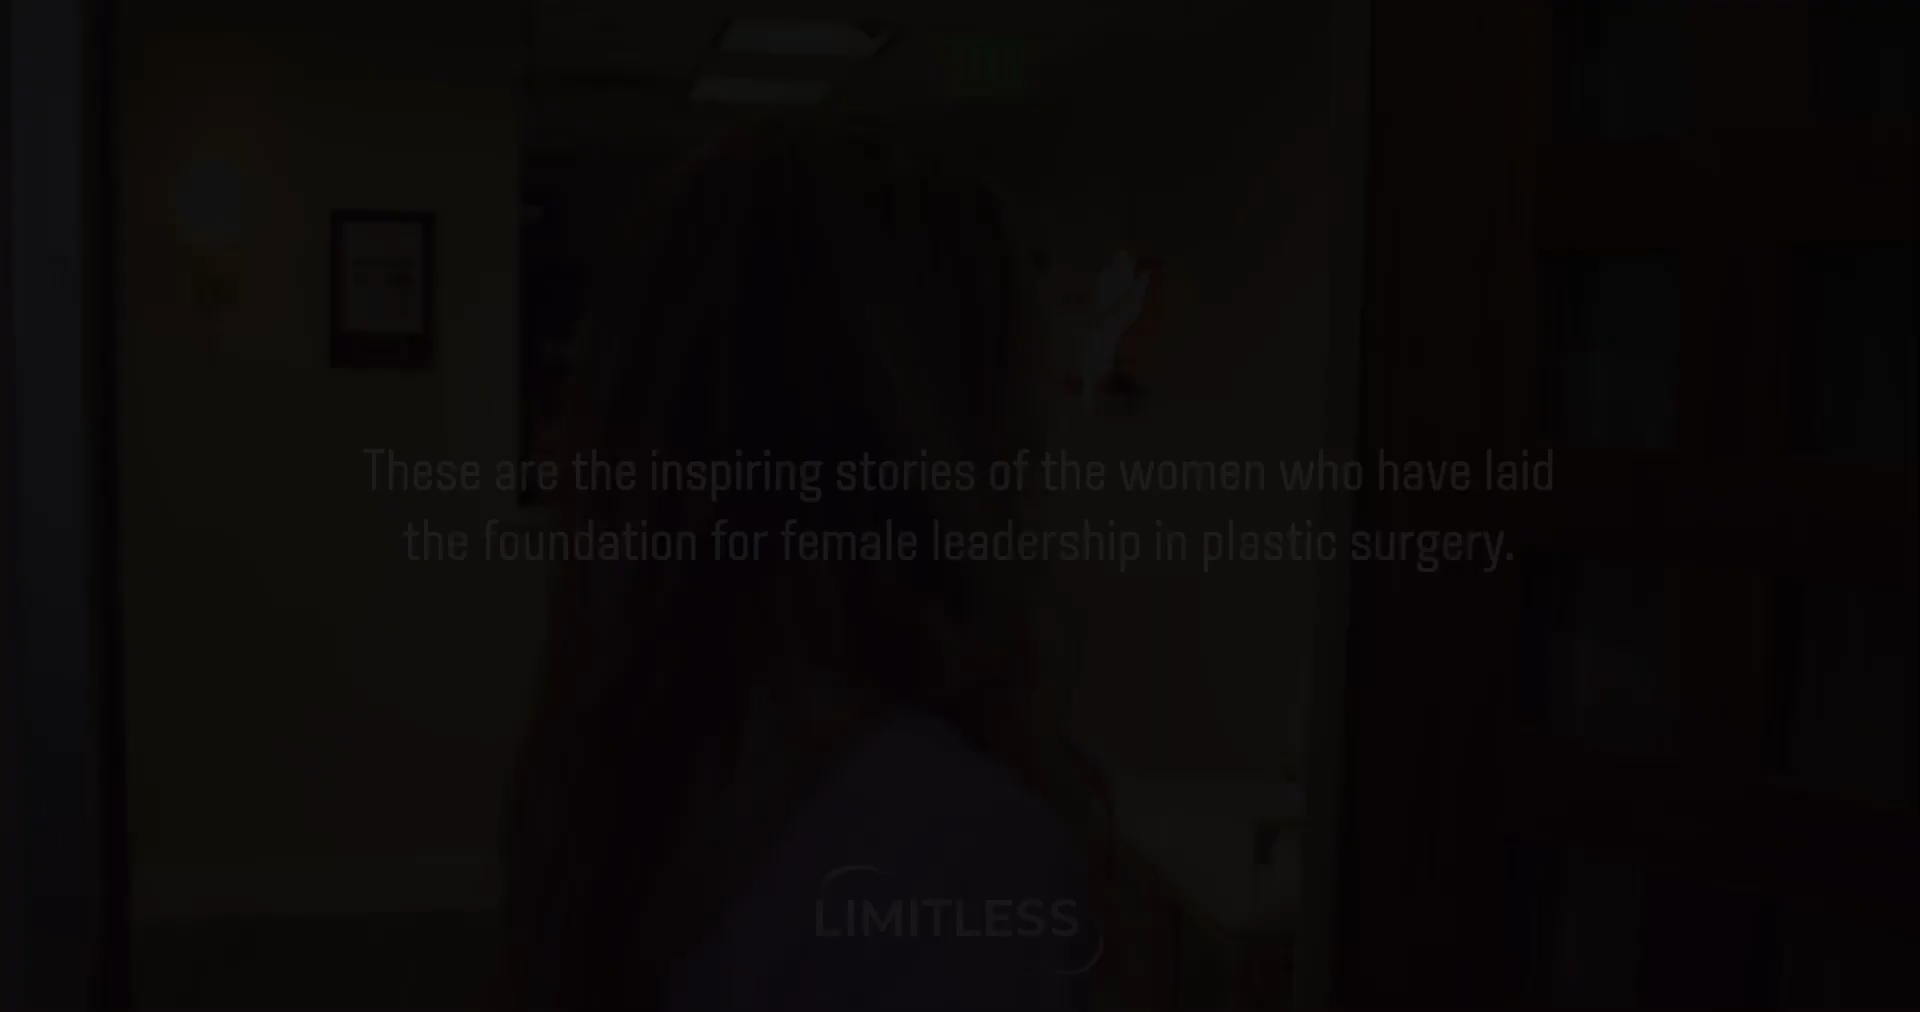 These are the inspiring stories of the women who have laid
the foundation for female leadership in plastic surgery.
LIMITLESS